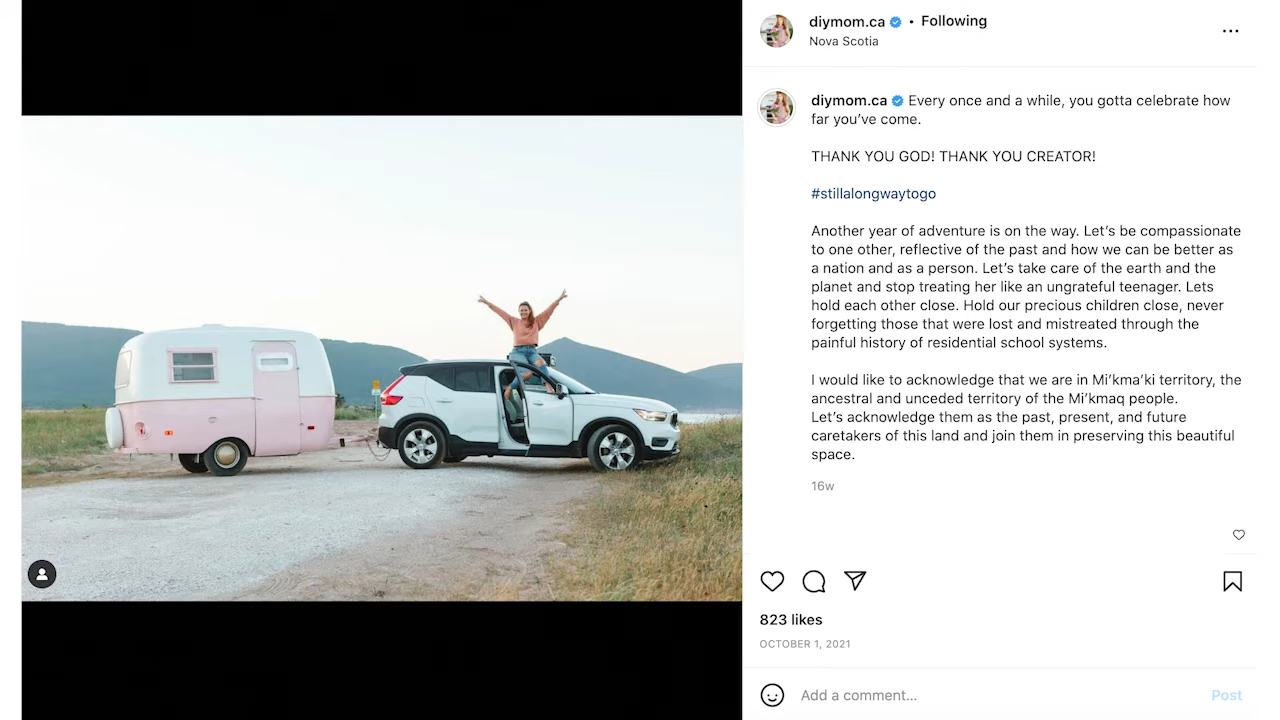 diymom.ca • Following
Nova Scotia
diymom.ca Every once and a while, you gotta celebrate how
far you've come.
THANK YOU GOD! THANK YOU CREATOR!
#stillalongwaytogo
Another year of adventure is on the way. Let's be compassionate
to one other, reflective of the past and how we can be better as
a nation and as a person. Let's take care of the earth and the
planet and stop treating her like an ungrateful teenager. Lets
hold each other close. Hold our precious children close, never
forgetting those that were lost and mistreated through the
painful history of residential school systems.
I would like to acknowledge that we are in Mi'kma'ki territory, the
ancestral and unceded territory of the Mi'kmaq people.
Let's acknowledge them as the past, present, and future
caretakers of this land and join them in preserving this beautiful
space.
16w
823 likes
OCTOBER 1, 2021
Add a comment...
Post